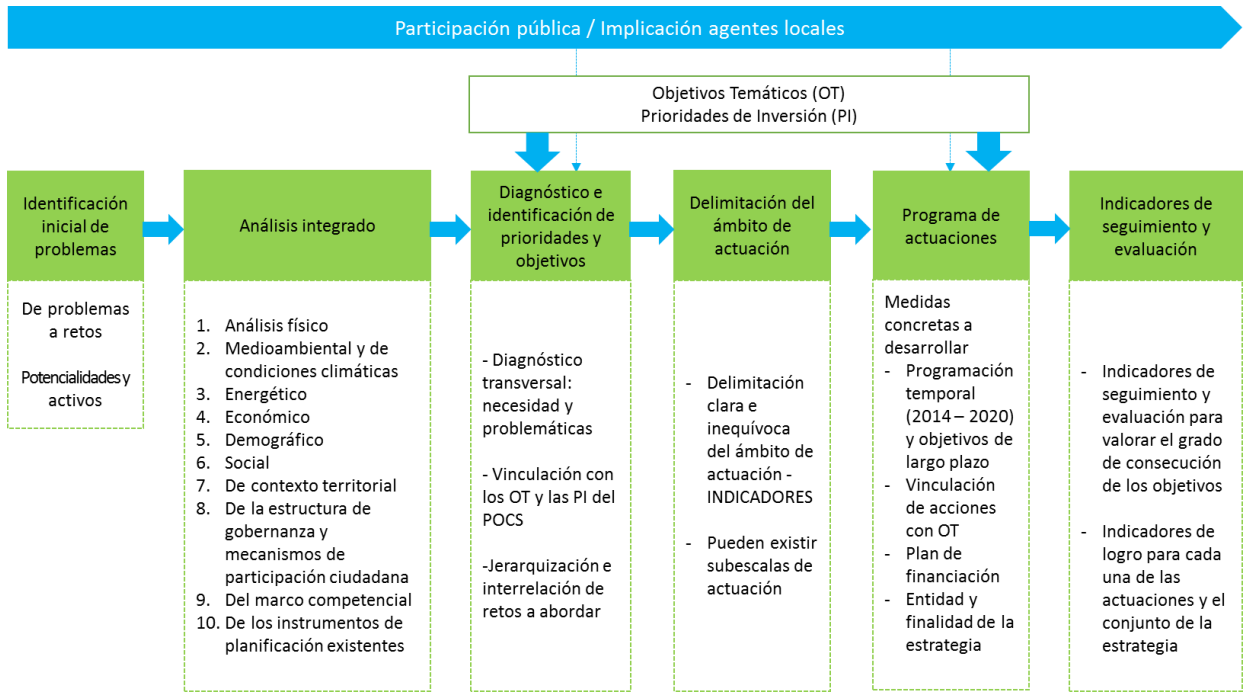 Participación pública / Implicación agentes locales
Objetivos Temáticos (OT)
Prioridades de Inversión (PI)
Identificación
inicial de
problemas
De problemas
a retos
Potencialidades y
activos
Análisis integrado
1. Análisis físico
2. Medioambiental y de
condiciones climáticas
3. Energético
4. Económico
5. Demográfico
6. Social
7. De contexto territorial
8. De la estructura de
gobernanza y
mecanismos de
participación ciudadana
9. Del marco competencial
10. De los instrumentos de
planificación existentes
Diagnóstico e
identificación de
prioridades y
objetivos
- Diagnóstico
transversal:
necesidad y
problemáticas
- Vinculación con
los OT y las PI del
POCS
-Jerarquización e
interrelación de
retos a abordar
Delimitación del
ámbito de
actuación
- Delimitación
clara e
inequívoca
del ámbito de
actuación -
INDICADORES
- Pueden existir
subescalas de
actuación
Programa de
actuaciones
Medidas
concretas a
desarrollar
- Programación
temporal
(2014 – 2020)
y objetivos de
largo plazo
- Vinculación
de acciones
con OT
- Plan de
financiación
- Entidad y
finalidad de la
estrategia
Indicadores de
seguimiento y
evaluación
- Indicadores de
seguimiento y
evaluación para
valorar el grado
de consecución
de los objetivos
- Indicadores de
logro para cada
una de las
actuaciones y el
conjunto de la
estrategia